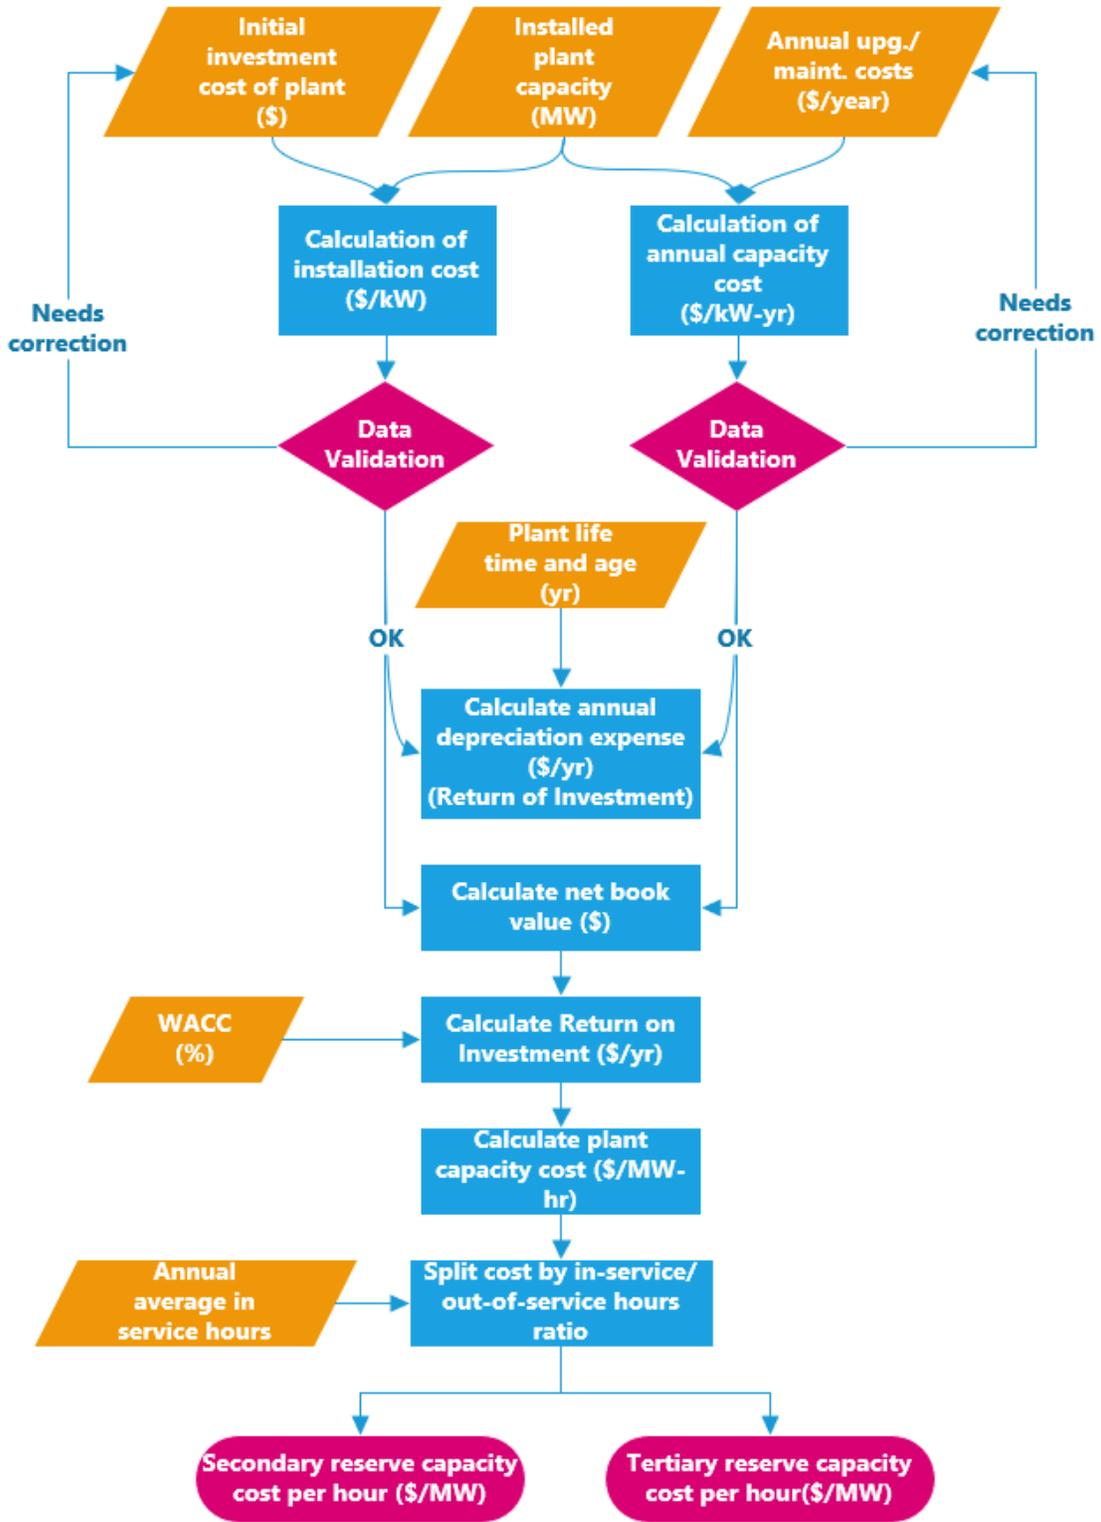 Initial
investment
cost of plant
($)
Installed
plant
capacity
(MW)
Annual upg./
maint. costs
($/year)
Calculation of
installation cost
($/kW)
Calculation of
annual capacity
cost
($/kW-yr)
Needs
correction
Needs
correction
Data
Validation
Data
Validation
Plant life
time and age
(yr)
OK
OK
Calculate annual
depreciation expense
($/yr)
(Return of Investment)
Calculate net book
value ($)
WACC
(%)
Calculate Return on
Investment ($/yr)
Calculate plant
capacity cost ($/MW-
hr)
Annual
average in
service hours
Split cost by in-service/
out-of-service hours
ratio
Secondary reserve capacity
cost per hour ($/MW)
Tertiary reserve capacity
cost per hour($/MW)